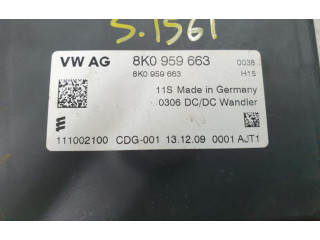 S.1561
VW AG 8K0 959 663 0038
8K0 959 663 H15
11S Made in Germany
0306 DC/DC Wandler
111002100 CDG-001 13.12.09 0001 AJT1